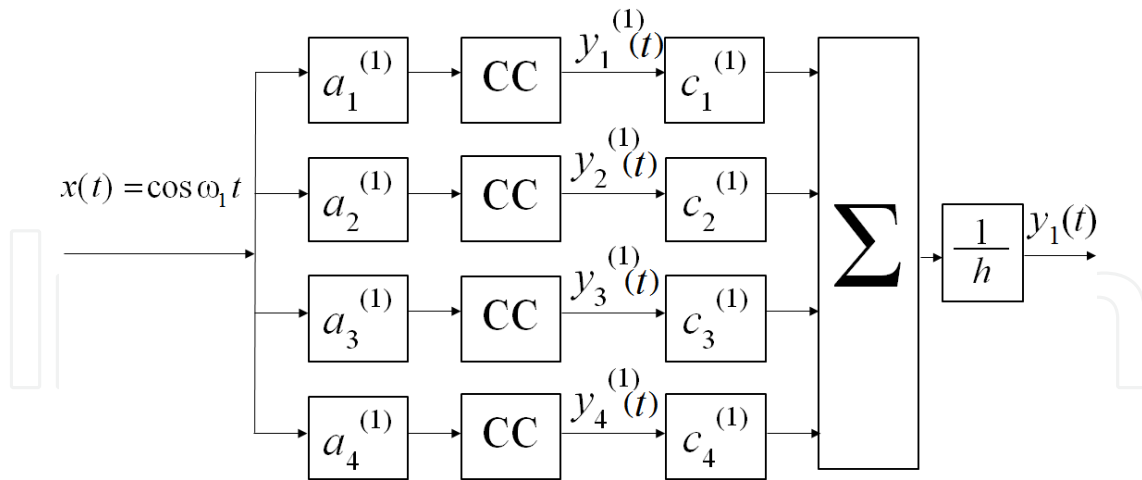 x(t) = cos ω₁ t
a₁⁽¹⁾ CC y₁⁽¹⁾(t) c₁⁽¹⁾
a₂⁽¹⁾ CC y₂⁽¹⁾(t) c₂⁽¹⁾
a₃⁽¹⁾ CC y₃⁽¹⁾(t) c₃⁽¹⁾
a₄⁽¹⁾ CC y₄⁽¹⁾(t) c₄⁽¹⁾
∑
1/h
y₁(t)